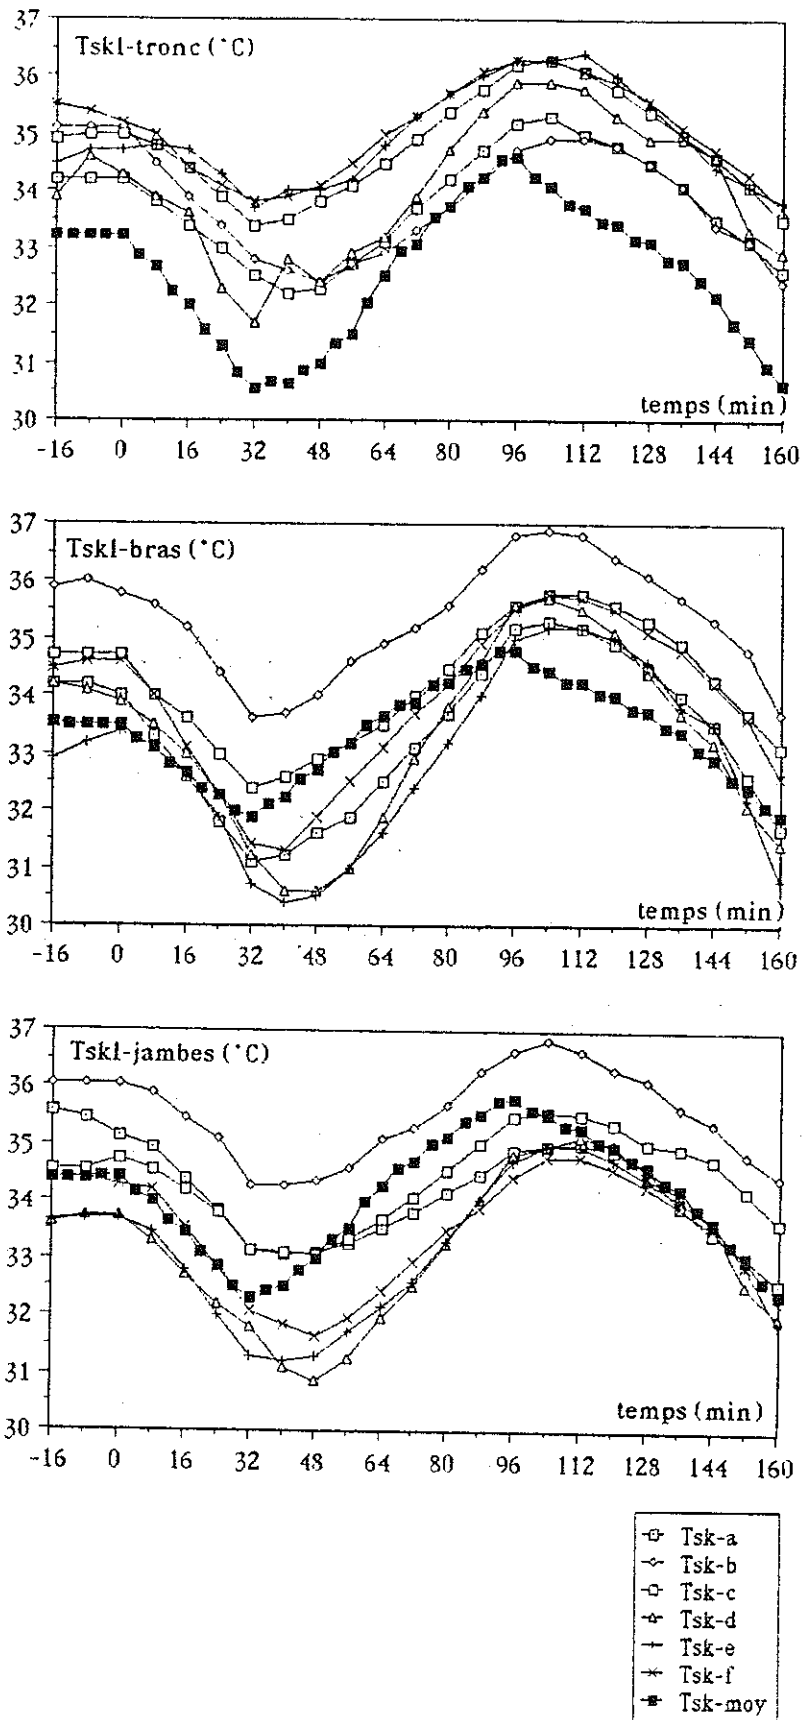 37
Tskl-tronc (°C)
36
35
34
33
32
31
30
temps (min)
-16 0 16 32 48 64 80 96 112 128 144 160
37
Tskl-bras (°C)
36
35
34
33
32
31
30
temps (min)
-16 0 16 32 48 64 80 96 112 128 144 160
37
Tskl-jambes (°C)
36
35
34
33
32
31
30
temps (min)
-16 0 16 32 48 64 80 96 112 128 144 160
Tsk-a
Tsk-b
Tsk-c
Tsk-d
Tsk-e
Tsk-f
Tsk-moy